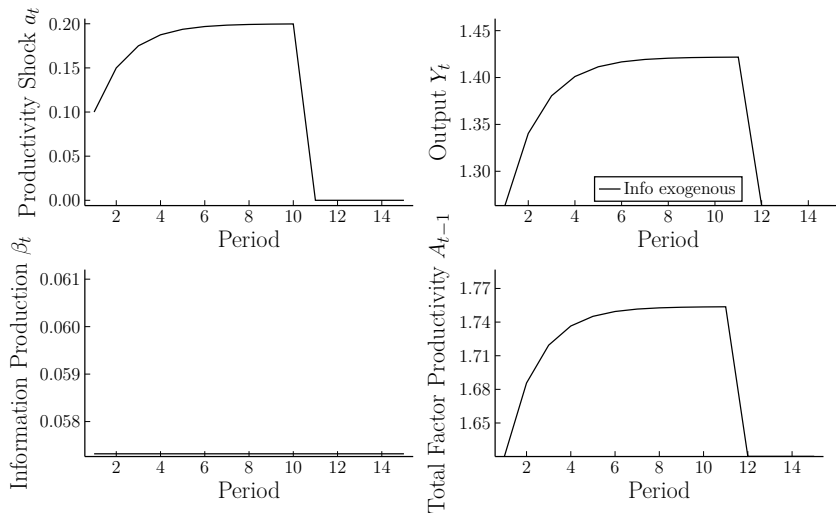 Productivity Shock a_t
0.20
0.15
0.10
0.05
0.00
2 4 6 8 10 12 14
Period
Output Y_t
1.45
1.40
1.35
1.30
Info exogenous
2 4 6 8 10 12 14
Period
Information Production β_t
0.061
0.060
0.059
0.058
2 4 6 8 10 12 14
Period
Total Factor Productivity A_{t−1}
1.77
1.74
1.71
1.68
1.65
2 4 6 8 10 12 14
Period